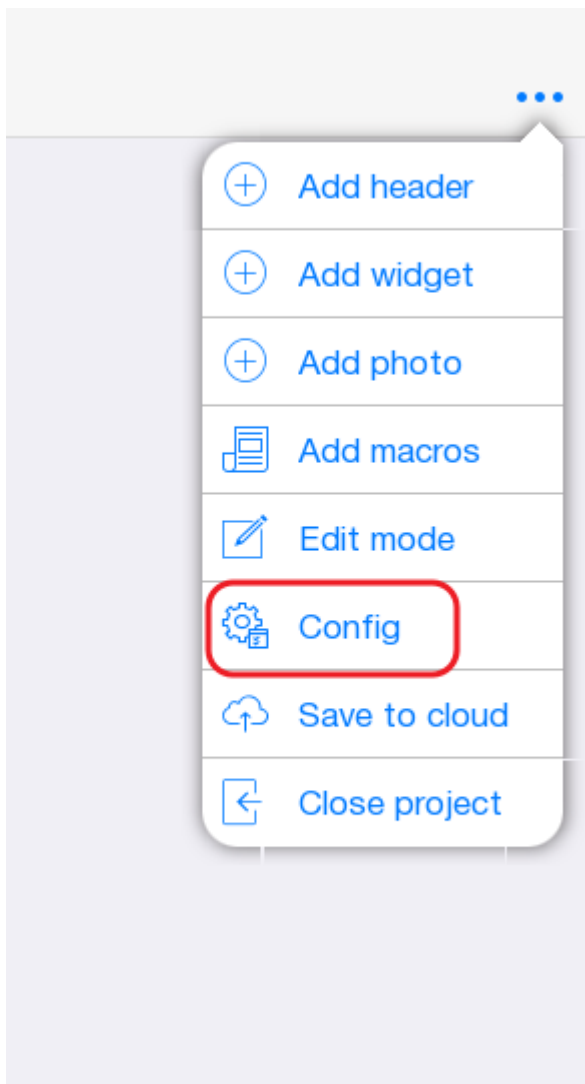 Add header
Add widget
Add photo
Add macros
Edit mode
Config
Save to cloud
Close project